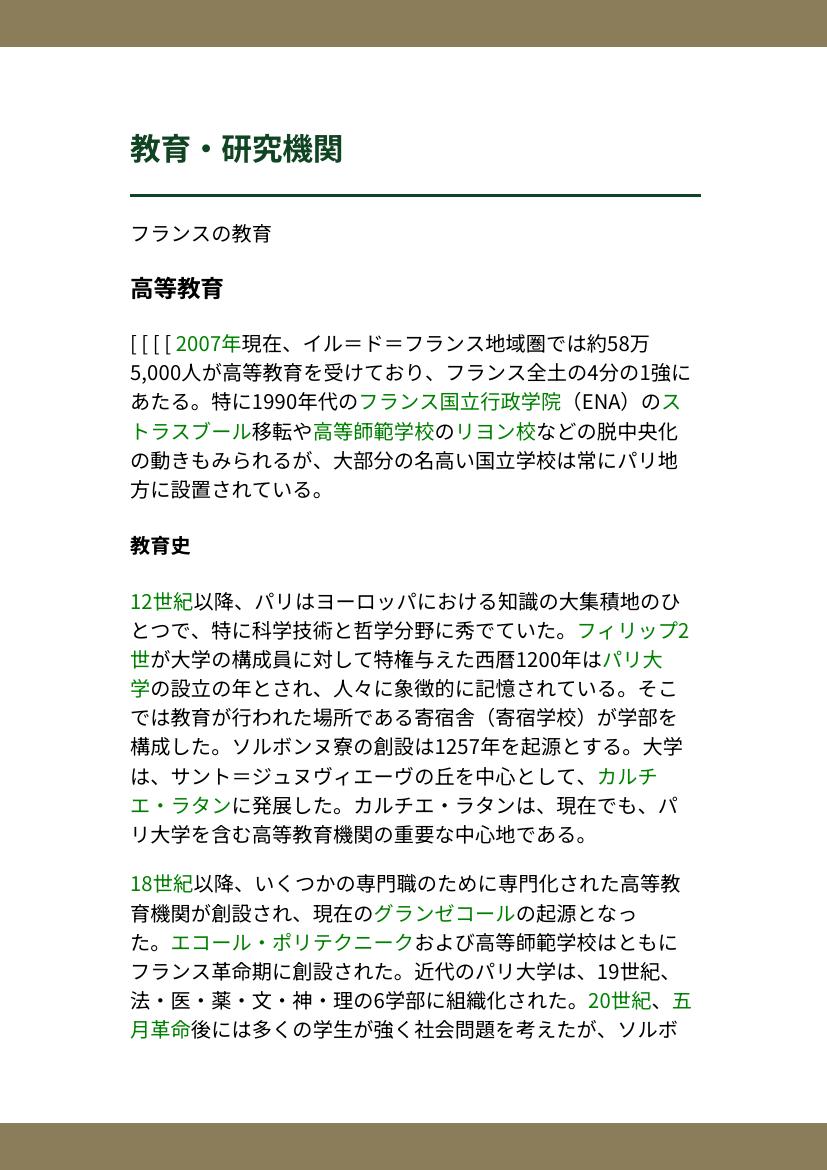 教育・研究機関
フランスの教育
高等教育
[ [ [ [ 2007年現在、イル＝ド＝フランス地域圏では約58万
5,000人が高等教育を受けており、フランス全土の4分の1強に
あたる。特に1990年代のフランス国立行政学院（ENA）のス
トラスブール移転や高等師範学校のリヨン校などの脱中央化
の動きもみられるが、大部分の名高い国立学校は常にパリ地
方に設置されている。
教育史
12世紀以降、パリはヨーロッパにおける知識の大集積地のひ
とつで、特に科学技術と哲学分野に秀でていた。フィリップ2
世が大学の構成員に対して特権与えた西暦1200年はパリ大
学の設立の年とされ、人々に象徴的に記憶されている。そこ
では教育が行われた場所である寄宿舎（寄宿学校）が学部を
構成した。ソルボンヌ寮の創設は1257年を起源とする。大学
は、サント＝ジュヌヴィエーヴの丘を中心として、カルチ
エ・ラタンに発展した。カルチエ・ラタンは、現在でも、パ
リ大学を含む高等教育機関の重要な中心地である。
18世紀以降、いくつかの専門職のために専門化された高等教
育機関が創設され、現在のグランゼコールの起源となっ
た。エコール・ポリテクニークおよび高等師範学校はともに
フランス革命期に創設された。近代のパリ大学は、19世紀、
法・医・薬・文・神・理の6学部に組織化された。20世紀、五
月革命後には多くの学生が強く社会問題を考えたが、ソルボ